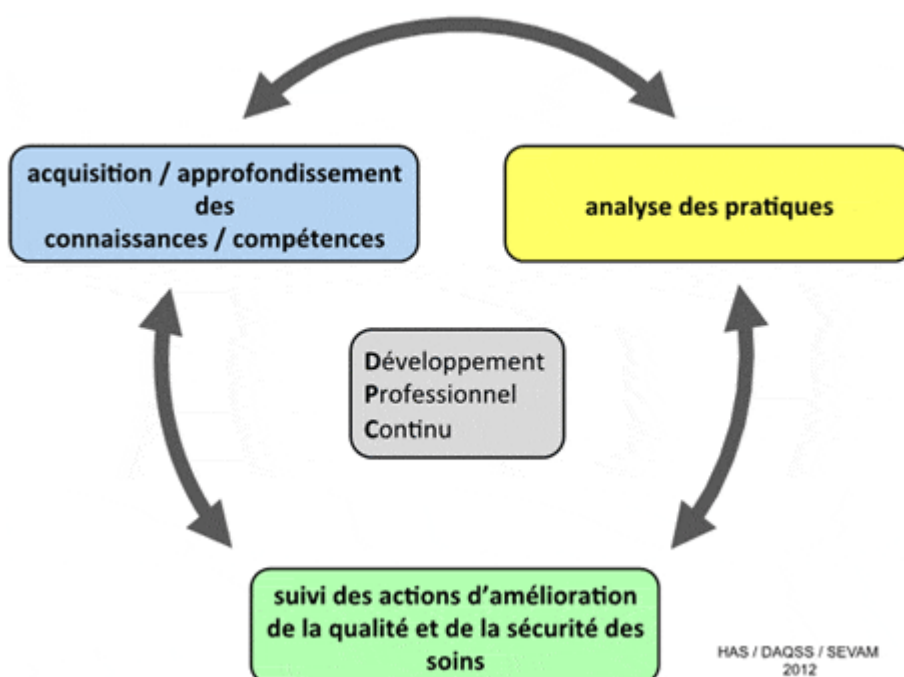 acquisition / approfondissement
des
connaissances / compétences
analyse des pratiques
Développement
Professionnel
Continu
suivi des actions d'amélioration
de la qualité et de la sécurité des
soins
HAS / DAQSS / SEVAM
2012